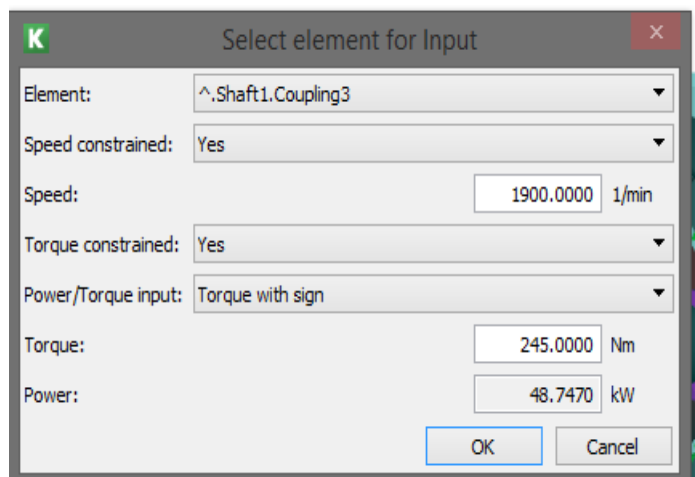 K Select element for Input ×
Element: ^.Shaft1.Coupling3
Speed constrained: Yes
Speed: 1900.0000 1/min
Torque constrained: Yes
Power/Torque input: Torque with sign
Torque: 245.0000 Nm
Power: 48.7470 kW
OK Cancel